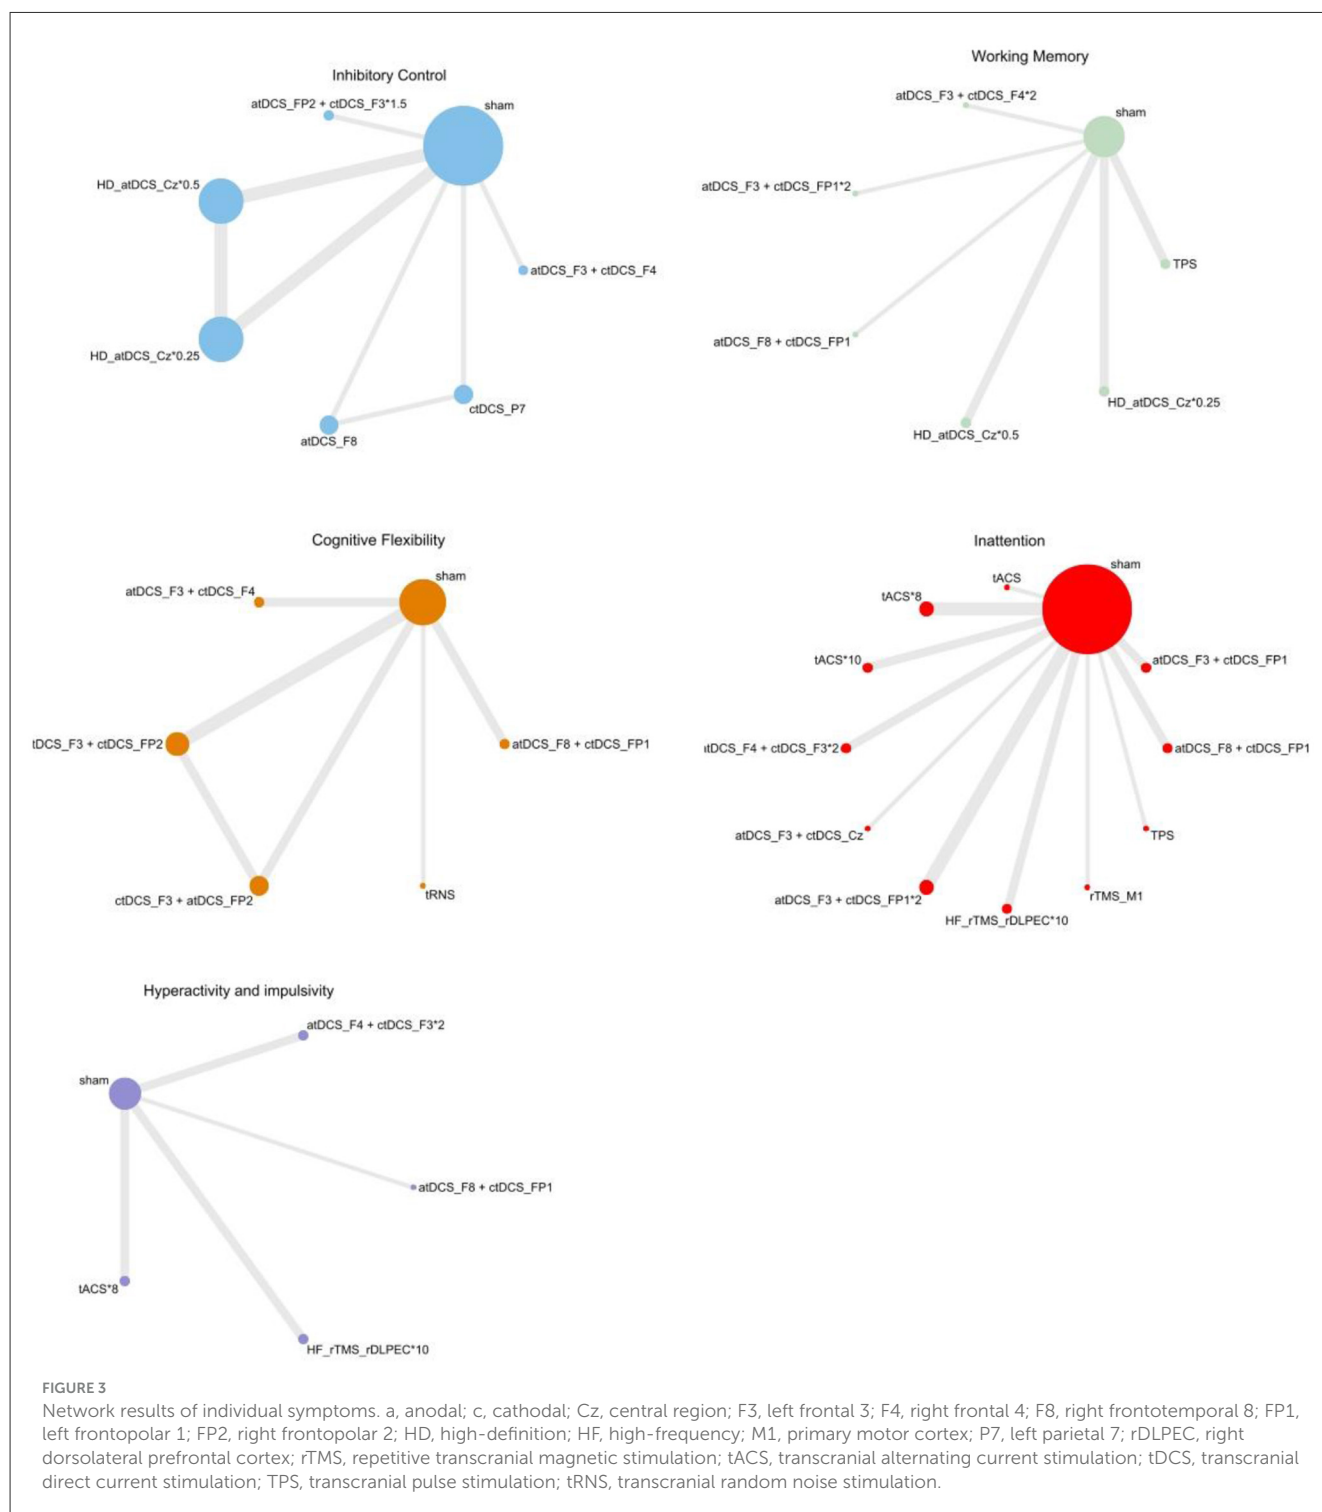 Inhibitory Control
sham
atDCS_FP2 + ctDCS_F3*1.5
HD_atDCS_Cz*0.5
atDCS_F3 + ctDCS_F4
HD_atDCS_Cz*0.25
ctDCS_P7
atDCS_F8
Working Memory
atDCS_F3 + ctDCS_F4*2
sham
atDCS_F3 + ctDCS_FP1*2
TPS
atDCS_F8 + ctDCS_FP1
HD_atDCS_Cz*0.25
HD_atDCS_Cz*0.5
Cognitive Flexibility
sham
atDCS_F3 + ctDCS_F4
tDCS_F3 + ctDCS_FP2
atDCS_F8 + ctDCS_FP1
ctDCS_F3 + atDCS_FP2
tRNS
Inattention
sham
tACS
tACS*8
tACS*10
atDCS_F3 + ctDCS_FP1
tDCS_F4 + ctDCS_F3*2
atDCS_F8 + ctDCS_FP1
atDCS_F3 + ctDCS_Cz
TPS
atDCS_F3 + ctDCS_FP1*2
rTMS_M1
HF_rTMS_rDLPEC*10
Hyperactivity and impulsivity
atDCS_F4 + ctDCS_F3*2
sham
atDCS_F8 + ctDCS_FP1
tACS*8
HF_rTMS_rDLPEC*10
FIGURE 3
Network results of individual symptoms. a, anodal; c, cathodal; Cz, central region; F3, left frontal 3; F4, right frontal 4; F8, right frontotemporal 8; FP1,
left frontopolar 1; FP2, right frontopolar 2; HD, high-definition; HF, high-frequency; M1, primary motor cortex; P7, left parietal 7; rDLPEC, right
dorsolateral prefrontal cortex; rTMS, repetitive transcranial magnetic stimulation; tACS, transcranial alternating current stimulation; tDCS, transcranial
direct current stimulation; TPS, transcranial pulse stimulation; tRNS, transcranial random noise stimulation.